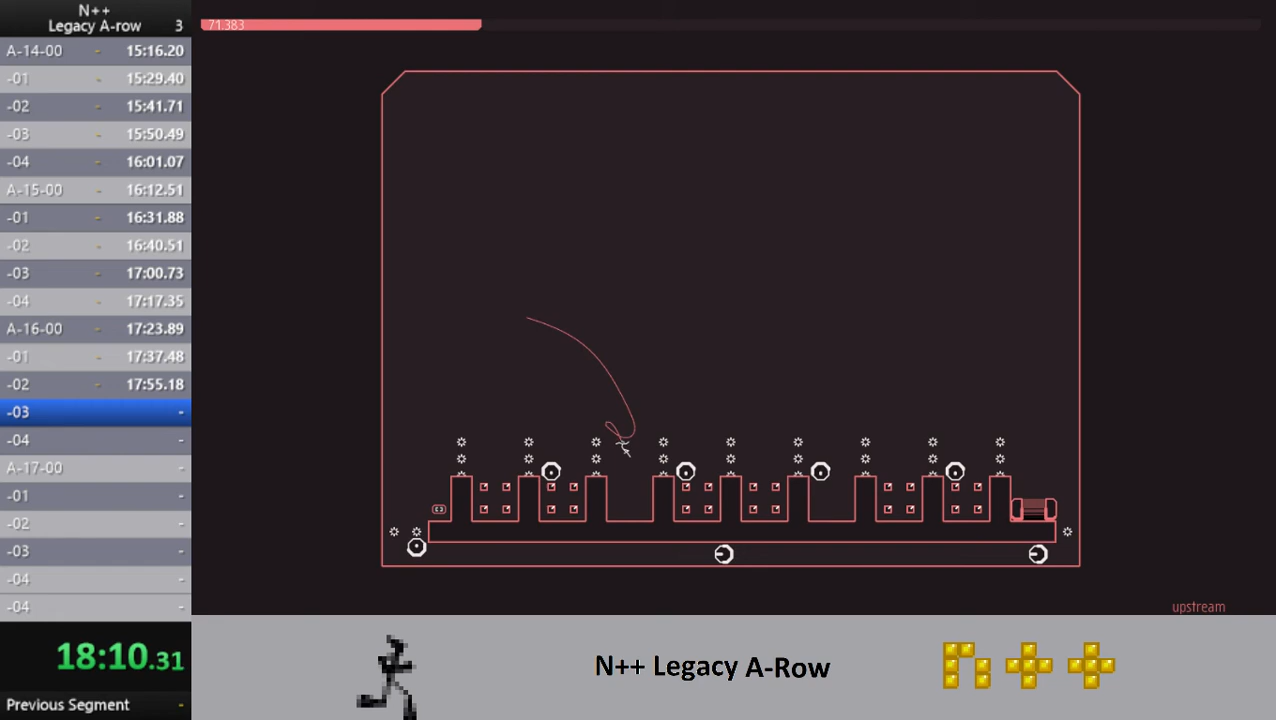 N++
Legacy A-row 3
A-14-00 - 15:16.20
-01 - 15:29.40
-02 - 15:41.71
-03 - 15:50.49
-04 - 16:01.07
A-15-00 - 16:12.51
-01 - 16:31.88
-02 - 16:40.51
-03 - 17:00.73
-04 - 17:17.35
A-16-00 - 17:23.89
-01 - 17:37.48
-02 - 17:55.18
-03 -
-04 -
A-17-00 -
-01 -
-02 -
-03 -
-04 -
-04 -
18:10.31
Previous Segment -
71.383
upstream
N++ Legacy A-Row
n++